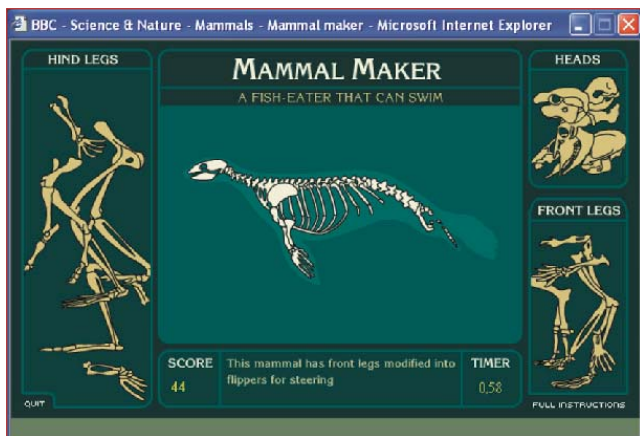 BBC - Science & Nature - Mammals - Mammal maker - Microsoft Internet Explorer
HIND LEGS
MAMMAL MAKER
A FISH-EATER THAT CAN SWIM
HEADS
FRONT LEGS
SCORE
44
This mammal has front legs modified into
flippers for steering
TIMER
0,58
QUIT
FULL INSTRUCTIONS